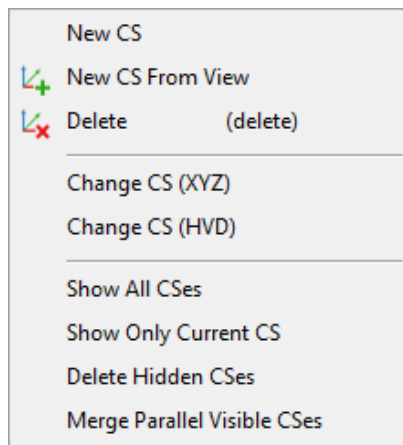 New CS
New CS From View
Delete (delete)
Change CS (XYZ)
Change CS (HVD)
Show All CSes
Show Only Current CS
Delete Hidden CSes
Merge Parallel Visible CSes